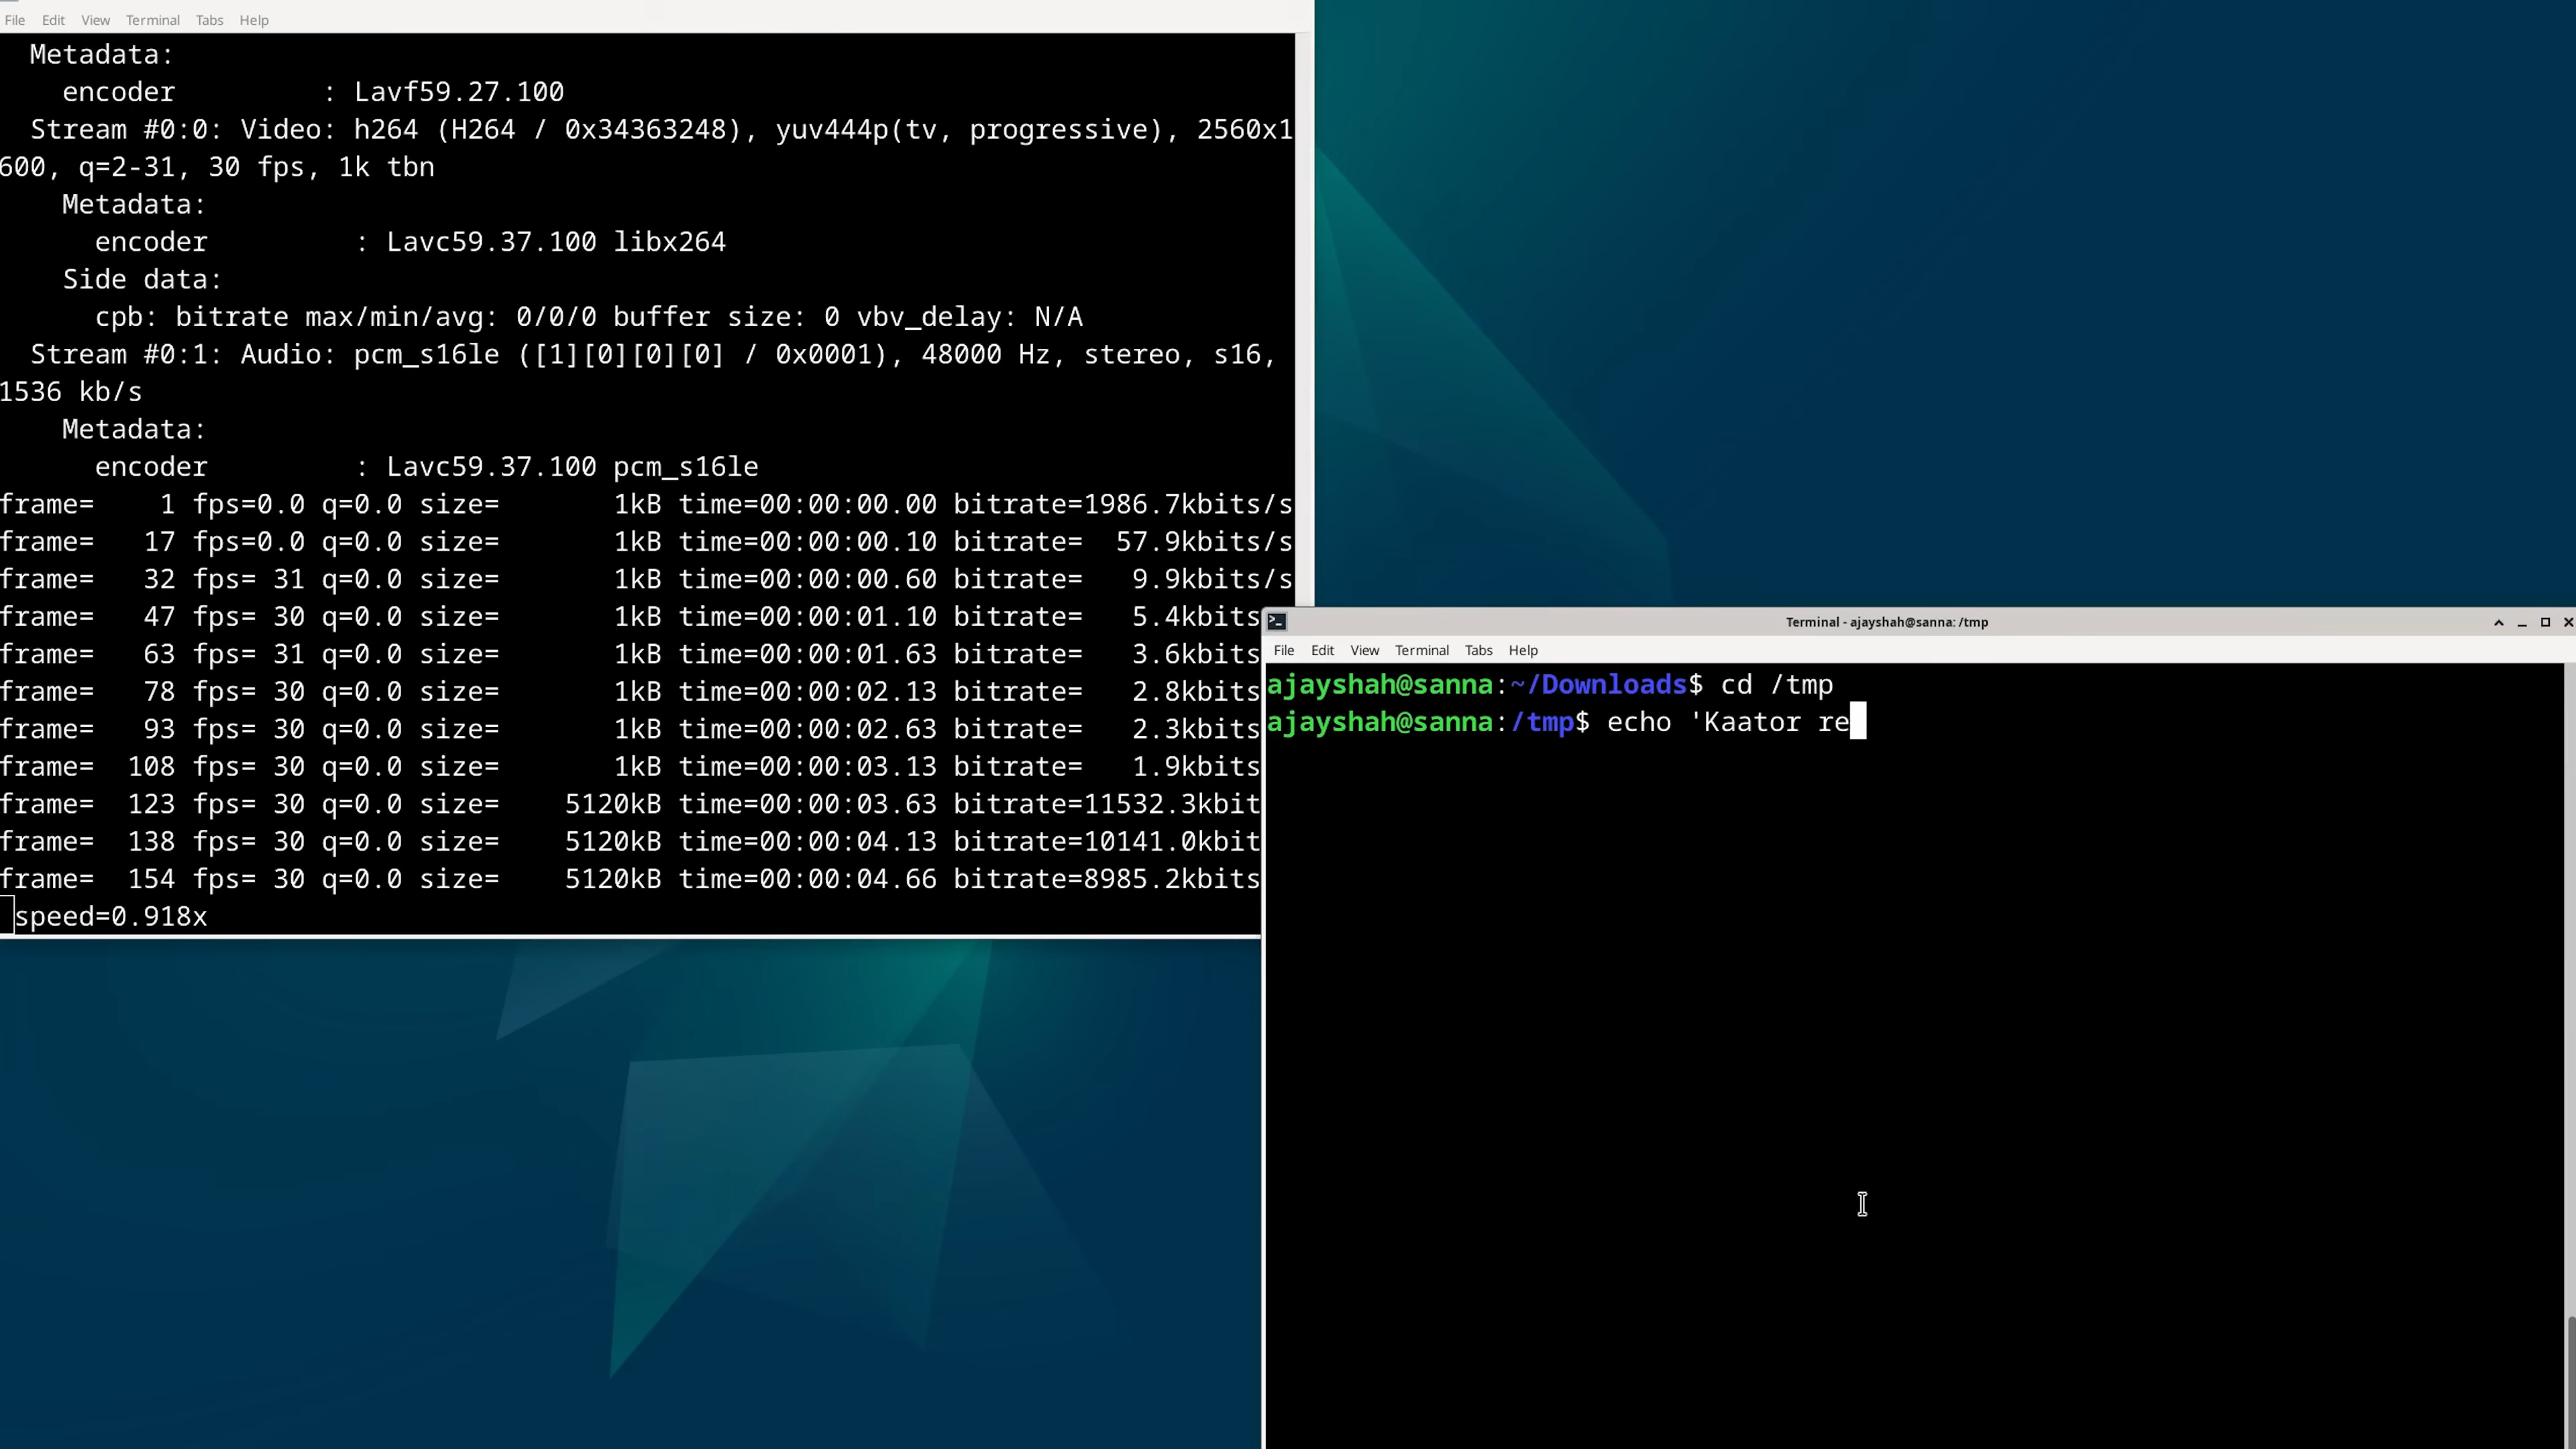 File Edit View Terminal Tabs Help
Metadata:
encoder : Lavf59.27.100
Stream #0:0: Video: h264 (H264 / 0x34363248), yuv444p(tv, progressive), 2560x1
600, q=2-31, 30 fps, 1k tbn
Metadata:
encoder : Lavc59.37.100 libx264
Side data:
cpb: bitrate max/min/avg: 0/0/0 buffer size: 0 vbv_delay: N/A
Stream #0:1: Audio: pcm_s16le ([1][0][0][0] / 0x0001), 48000 Hz, stereo, s16,
1536 kb/s
Metadata:
encoder : Lavc59.37.100 pcm_s16le
frame= 1 fps=0.0 q=0.0 size= 1kB time=00:00:00.00 bitrate=1986.7kbits/s
frame= 17 fps=0.0 q=0.0 size= 1kB time=00:00:00.10 bitrate= 57.9kbits/s
frame= 32 fps= 31 q=0.0 size= 1kB time=00:00:00.60 bitrate= 9.9kbits/s
frame= 47 fps= 30 q=0.0 size= 1kB time=00:00:01.10 bitrate= 5.4kbits
frame= 63 fps= 31 q=0.0 size= 1kB time=00:00:01.63 bitrate= 3.6kbits
frame= 78 fps= 30 q=0.0 size= 1kB time=00:00:02.13 bitrate= 2.8kbits
frame= 93 fps= 30 q=0.0 size= 1kB time=00:00:02.63 bitrate= 2.3kbits
frame= 108 fps= 30 q=0.0 size= 1kB time=00:00:03.13 bitrate= 1.9kbits
frame= 123 fps= 30 q=0.0 size= 5120kB time=00:00:03.63 bitrate=11532.3kbit
frame= 138 fps= 30 q=0.0 size= 5120kB time=00:00:04.13 bitrate=10141.0kbit
frame= 154 fps= 30 q=0.0 size= 5120kB time=00:00:04.66 bitrate=8985.2kbits
speed=0.918x
Terminal - ajayshah@sanna: /tmp
File Edit View Terminal Tabs Help
ajayshah@sanna:~/Downloads$ cd /tmp
ajayshah@sanna:/tmp$ echo 'Kaator re